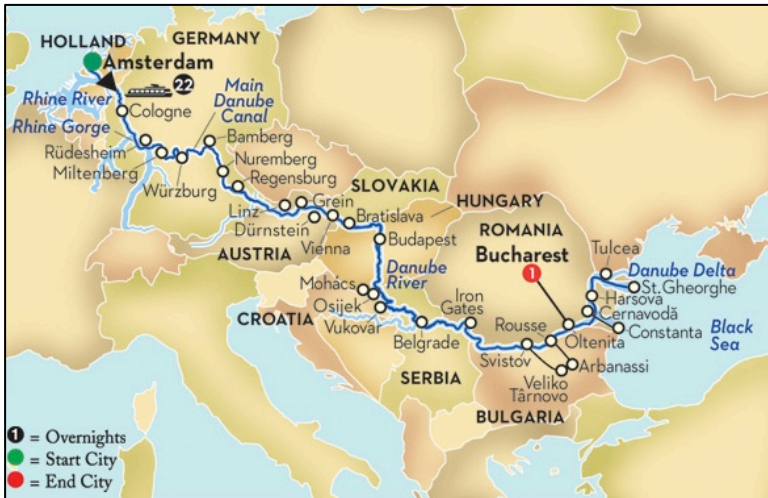 HOLLAND
GERMANY
Amsterdam
22
Rhine River
Cologne
Main
Danube
Canal
Rhine Gorge
Bamberg
Rüdesheim
Miltenberg
Nuremberg
Würzburg
Regensburg
SLOVAKIA
Grein
Linz
Dürnstein
Bratislava
HUNGARY
Vienna
AUSTRIA
Budapest
ROMANIA
Bucharest
1
Tulcea
Danube Delta
St.Gheorghe
Danube
River
Mohács
Osijek
Vukovar
CROATIA
Iron
Gates
Harsova
Cernavodă
Constanta
Black
Sea
Rousse
Oltenita
Belgrade
Svistov
Arbanassi
Veliko
Târnovo
SERBIA
BULGARIA
1 = Overnights
= Start City
= End City